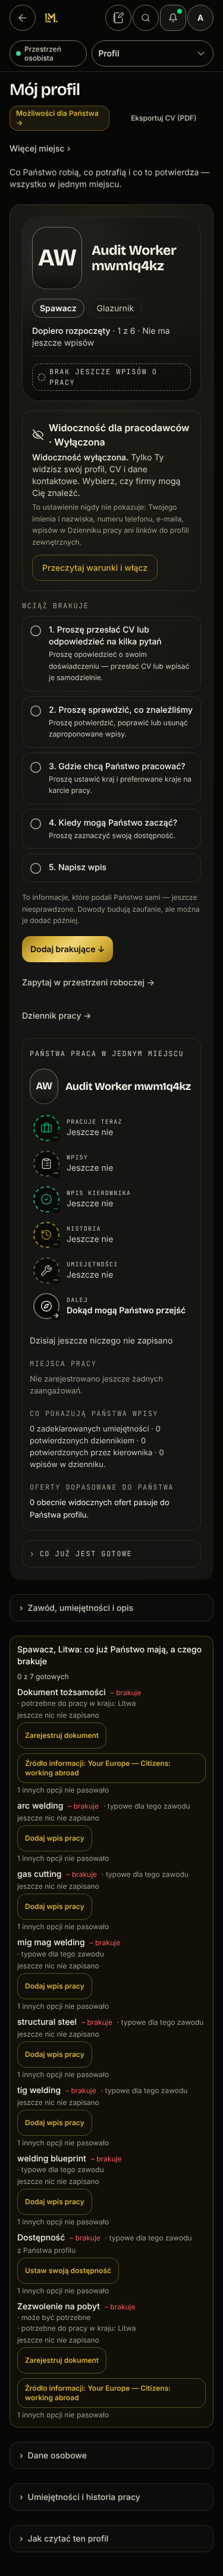 LM.
A
Przestrzeń
osobista
Profil
Mój profil
Możliwości dla Państwa
→
Eksportuj CV (PDF)
Więcej miejsc ›
Co Państwo robią, co potrafią i co to potwierdza —
wszystko w jednym miejscu.
AW
Audit Worker
mwm1q4kz
Spawacz
Glazurnik
Dopiero rozpoczęty · 1 z 6 · Nie ma
jeszcze wpisów
BRAK JESZCZE WPISÓW O
PRACY
Widoczność dla pracodawców
· Wyłączona
Widoczność wyłączona. Tylko Ty
widzisz swój profil, CV i dane
kontaktowe. Wybierz, czy firmy mogą
Cię znaleźć.
To ustawienie nigdy nie pokazuje: Twojego
imienia i nazwiska, numeru telefonu, e-maila,
wpisów w Dzienniku pracy ani linków do profili
zewnętrznych.
Przeczytaj warunki i włącz
WCIĄŻ BRAKUJE
1. Proszę przesłać CV lub
odpowiedzieć na kilka pytań
Proszę opowiedzieć o swoim
doświadczeniu — przesłać CV lub wpisać
je samodzielnie.
2. Proszę sprawdzić, co znaleźliśmy
Proszę potwierdzić, poprawić lub usunąć
zaproponowane wpisy.
3. Gdzie chcą Państwo pracować?
Proszę ustawić kraj i preferowane kraje na
karcie pracy.
4. Kiedy mogą Państwo zacząć?
Proszę zaznaczyć swoją dostępność.
5. Napisz wpis
To informacje, które podali Państwo sami — jeszcze
niesprawdzone. Dowody budują zaufanie, ale można
je dodać później.
Dodaj brakujące ↓
Zapytaj w przestrzeni roboczej →
Dziennik pracy →
PAŃSTWA PRACA W JEDNYM MIEJSCU
AW
Audit Worker mwm1q4kz
PRACUJE TERAZ
Jeszcze nie
WPISY
Jeszcze nie
WPIS KIEROWNIKA
Jeszcze nie
HISTORIA
Jeszcze nie
UMIEJĘTNOŚCI
Jeszcze nie
DALEJ
Dokąd mogą Państwo przejść
Dzisiaj jeszcze niczego nie zapisano
MIEJSCA PRACY
Nie zarejestrowano jeszcze żadnych
zaangażowań.
CO POKAZUJĄ PAŃSTWA WPISY
0 zadeklarowanych umiejętności · 0
potwierdzonych dziennikiem · 0
potwierdzonych przez kierownika · 0
wpisów w dzienniku.
OFERTY DOPASOWANE DO PAŃSTWA
0 obecnie widocznych ofert pasuje do
Państwa profilu.
› CO JUŻ JEST GOTOWE
› Zawód, umiejętności i opis
Spawacz, Litwa: co już Państwo mają, a czego
brakuje
0 z 7 gotowych
Dokument tożsamości – brakuje
· potrzebne do pracy w kraju: Litwa
jeszcze nic nie zapisano
Zarejestruj dokument
Źródło informacji: Your Europe — Citizens:
working abroad
1 innych opcji nie pasowało
arc welding – brakuje · typowe dla tego zawodu
jeszcze nic nie zapisano
Dodaj wpis pracy
1 innych opcji nie pasowało
gas cutting – brakuje · typowe dla tego zawodu
jeszcze nic nie zapisano
Dodaj wpis pracy
1 innych opcji nie pasowało
mig mag welding – brakuje
· typowe dla tego zawodu
jeszcze nic nie zapisano
Dodaj wpis pracy
1 innych opcji nie pasowało
structural steel – brakuje · typowe dla tego zawodu
jeszcze nic nie zapisano
Dodaj wpis pracy
1 innych opcji nie pasowało
tig welding – brakuje · typowe dla tego zawodu
jeszcze nic nie zapisano
Dodaj wpis pracy
1 innych opcji nie pasowało
welding blueprint – brakuje
· typowe dla tego zawodu
jeszcze nic nie zapisano
Dodaj wpis pracy
1 innych opcji nie pasowało
Dostępność – brakuje · typowe dla tego zawodu
z Państwa profilu
Ustaw swoją dostępność
1 innych opcji nie pasowało
Zezwolenie na pobyt – brakuje
· może być potrzebne
· potrzebne do pracy w kraju: Litwa
jeszcze nic nie zapisano
Zarejestruj dokument
Źródło informacji: Your Europe — Citizens:
working abroad
1 innych opcji nie pasowało
› Dane osobowe
› Umiejętności i historia pracy
› Jak czytać ten profil